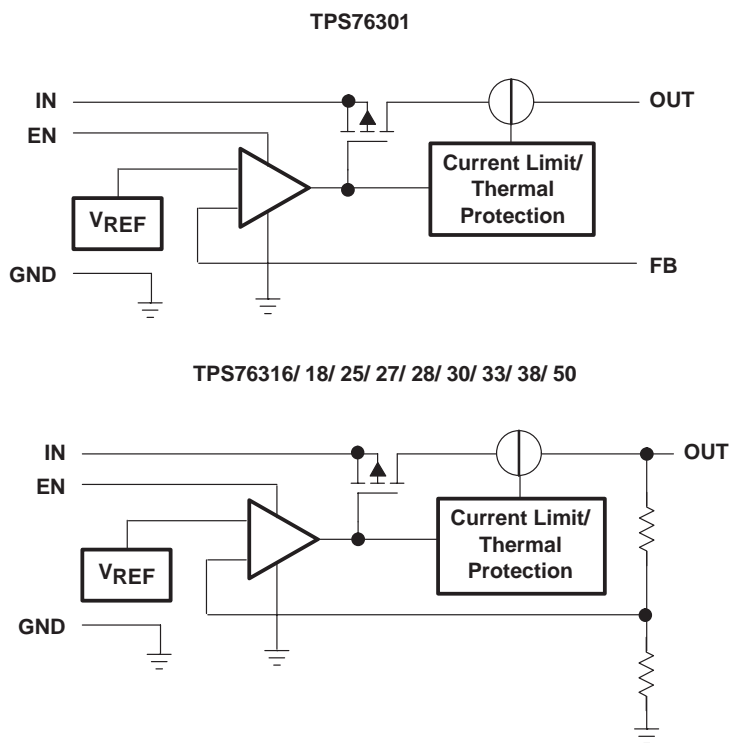 TPS76301
IN
OUT
EN
Current Limit/
Thermal
Protection
VREF
FB
GND
TPS76316/ 18/ 25/ 27/ 28/ 30/ 33/ 38/ 50
IN
OUT
EN
Current Limit/
Thermal
Protection
VREF
GND